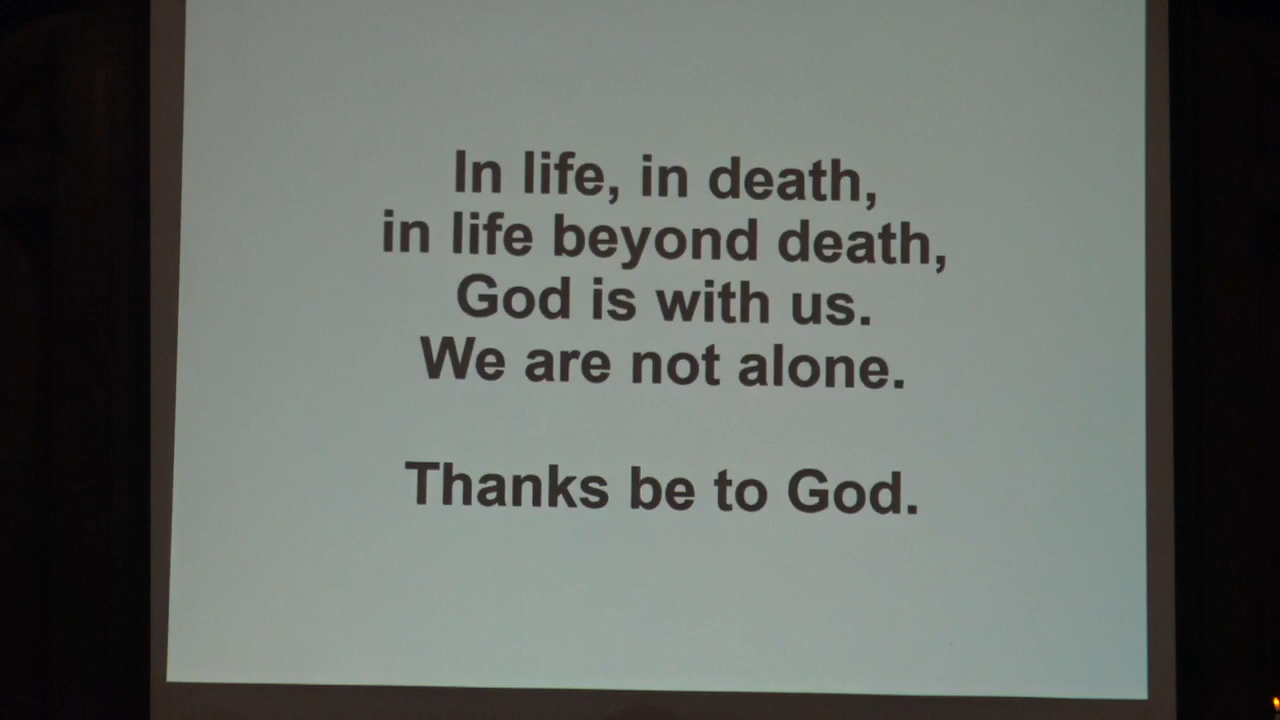 In life, in death,
in life beyond death,
God is with us.
We are not alone.
Thanks be to God.